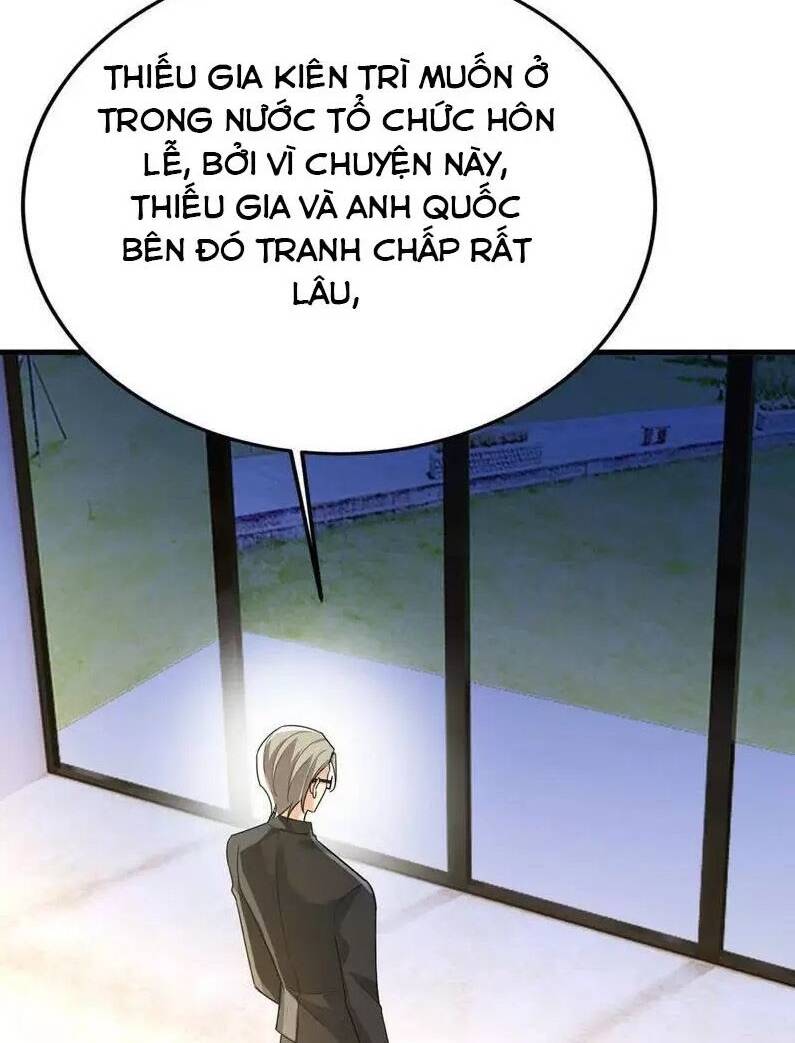 THIẾU GIA KIÊN TRÌ MUỐN Ở
TRONG NƯỚC TỔ CHỨC HÔN
LỄ, BỞI VÌ CHUYỆN NÀY,
THIẾU GIA VÀ ANH QUỐC
BÊN ĐÓ TRANH CHẤP RẤT
LÂU,